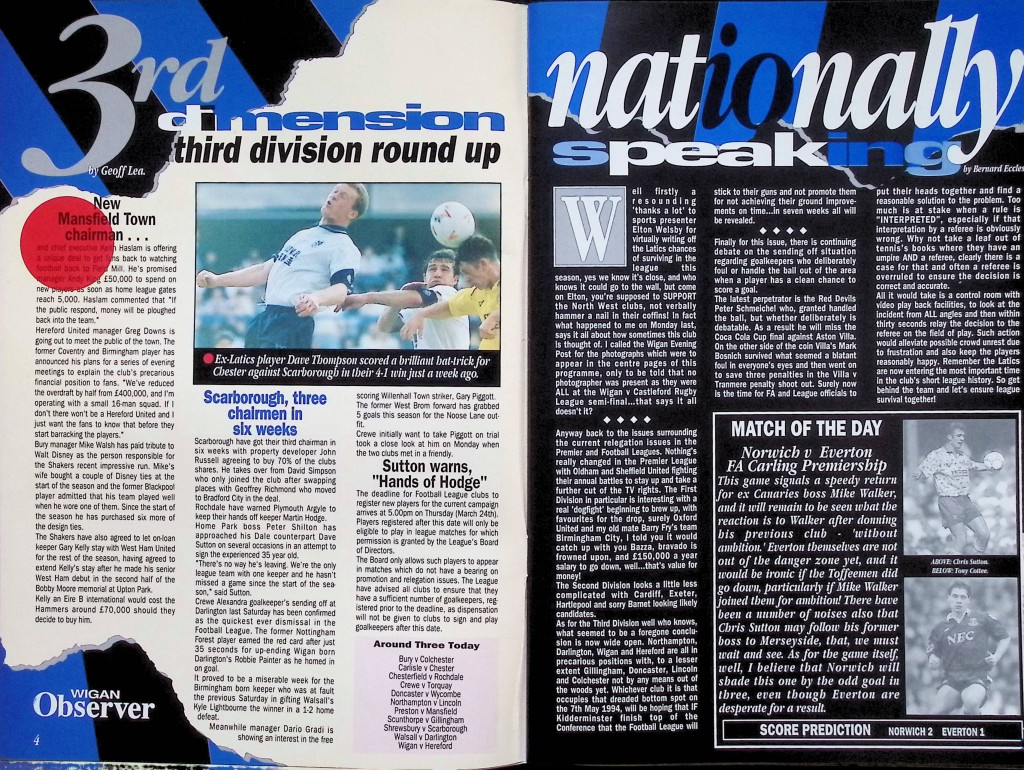 3rd
dimension
third division round up
by Geoff Lea.
New
Mansfield Town
chairman . . .
and chief executive Keith Haslam is offering
a unique deal to get fans back to watching
football back to Field Mill. He's promised
manager Andy King £50,000 to spend on
new players as soon as home league gates
reach 5,000. Haslam commented that "If
the public respond, money will be ploughed
back into the team."
Hereford United manager Greg Downs is
going out to meet the public of the town. The
former Coventry and Birmingham player has
announced his plans for a series of evening
meetings to explain the club's precarious
financial position to fans. "We've reduced
the overdraft by half from £400,000, and I'm
operating with a small 16-man squad. If I
don't there won't be a Hereford United and I
just want the fans to know that before they
start barracking the players."
Bury manager Mike Walsh has paid tribute to
Walt Disney as the person responsible for
the Shakers recent impressive run. Mike's
wife bought a couple of Disney ties at the
start of the season and the former Blackpool
player admitted that his team played well
when he wore one of them. Since the start of
the season he has purchased six more of
the design ties.
The Shakers have also agreed to let on-loan
keeper Gary Kelly stay with West Ham United
for the rest of the season, having agreed to
extend Kelly's stay after he made his senior
West Ham debut in the second half of the
Bobby Moore memorial at Upton Park.
Kelly an Eire B international would cost the
Hammers around £70,000 should they
decide to buy him.
WIGAN
Observer
4
Ex-Latics player Dave Thompson scored a brilliant hat-trick for
Chester against Scarborough in their 4-1 win just a week ago.
Scarborough, three
chairmen in
six weeks
Scarborough have got their third chairman in
six weeks with property developer John
Russell agreeing to buy 70% of the clubs
shares. He takes over from David Simpson
who only joined the club after swapping
places with Geoffrey Richmond who moved
to Bradford City in the deal.
Rochdale have warned Plymouth Argyle to
keep their hands off keeper Martin Hodge.
Home Park boss Peter Shilton has
approached his Dale counterpart Dave
Sutton on several occasions in an attempt to
sign the experienced 35 year old.
"There's no way he's leaving. We're the only
league team with one keeper and he hasn't
missed a game since the start of the sea-
son," said Sutton.
Crewe Alexandra goalkeeper's sending off at
Darlington last Saturday has been confirmed
as the quickest ever dismissal in the
Football League. The former Nottingham
Forest player earned the red card after just
35 seconds for up-ending Wigan born
Darlington's Robbie Painter as he homed in
on goal.
It proved to be a miserable week for the
Birmingham born keeper who was at fault
the previous Saturday in gifting Walsall's
Kyle Lightbourne the winner in a 1-2 home
defeat.
Meanwhile manager Dario Gradi is
showing an interest in the free
scoring Willenhall Town striker, Gary Piggott.
The former West Brom forward has grabbed
5 goals this season for the Noose Lane out-
fit.
Crewe initially want to take Piggott on trial
took a close look at him on Monday when
the two clubs met in a friendly.
Sutton warns,
"Hands of Hodge"
The deadline for Football League clubs to
register new players for the current campaign
arrives at 5.00pm on Thursday (March 24th).
Players registered after this date will only be
eligible to play in league matches for which
permission is granted by the League's Board
of Directors.
The Board only allows such players to appear
in matches which do not have a bearing on
promotion and relegation issues. The League
have advised all clubs to ensure that they
have a sufficient number of goalkeepers, reg-
istered prior to the deadline, as dispensation
will not be given to clubs to sign and play
goalkeepers after this date.
Around Three Today
Bury v Colchester
Carlisle v Chester
Chesterfield v Rochdale
Crewe v Torquay
Doncaster v Wycombe
Northampton v Lincoln
Preston v Mansfield
Scunthorpe v Gillingham
Shrewsbury v Scarborough
Walsall v Darlington
Wigan v Hereford
nationally
speaking
by Bernard Eccles
Well firstly a
resounding
'thanks a lot' to
sports presenter
Elton Welsby for
virtually writing off
the Latics chances
of surviving in the
league this
season, yes we know it's close, and who
knows it could go to the wall, but come
on Elton, you're supposed to SUPPORT
the North West clubs, not verbally
hammer a nail in their coffins! In fact
what happened to me on Monday last,
says it all about how sometimes this club
is thought of. I called the Wigan Evening
Post for the photographs which were to
appear in the centre pages of this
programme, only to be told that no
photographer was present as they were
ALL at the Wigan v Castleford Rugby
League semi-final...that says it all
doesn't it?
Anyway back to the issues surrounding
the current relegation issues in the
Premier and Football Leagues. Nothing's
really changed in the Premier League
with Oldham and Sheffield United fighting
their annual battles to stay up and take a
further cut of the TV rights. The First
Division in particular is interesting with a
real 'dogfight' beginning to brew up, with
favourites for the drop, surely Oxford
United and my old mate Barry Fry's team
Birmingham City, I told you it would
catch up with you Bazza, bravado is
frowned upon, and £150,000 a year
salary to go down, well...that's value for
money!
The Second Division looks a little less
complicated with Cardiff, Exeter,
Hartlepool and sorry Barnet looking likely
candidates.
As for the Third Division well who knows,
what seemed to be a foregone conclu-
sion is now wide open. Northampton,
Darlington, Wigan and Hereford are all in
precarious positions with, to a lesser
extent Gillingham, Doncaster, Lincoln
and Colchester not by any means out of
the woods yet. Whichever club it is that
occupies that dreaded bottom spot on
the 7th May 1994, will be hoping that IF
Kidderminster finish top of the
Conference that the Football League will
stick to their guns and not promote them
for not achieving their ground improve-
ments on time...in seven weeks all will
be revealed.
Finally for this issue, there is continuing
debate on the sending off situation
regarding goalkeepers who deliberately
foul or handle the ball out of the area
when a player has a clean chance to
score a goal.
The latest perpetrator is the Red Devils
Peter Schmeichel who, granted handled
the ball, but whether deliberately is
debatable. As a result he will miss the
Coca Cola Cup final against Aston Villa.
On the other side of the coin Villa's Mark
Bosnich survived what seemed a blatant
foul in everyone's eyes and then went on
to save three penalties in the Villa v
Tranmere penalty shoot out. Surely now
is the time for FA and League officials to
put their heads together and find a
reasonable solution to the problem. Too
much is at stake when a rule is
"INTERPRETED", especially if that
interpretation by a referee is obviously
wrong. Why not take a leaf out of
tennis's books where they have an
umpire AND a referee, clearly there is a
case for that and often a referee is
overruled to ensure the decision is
correct and accurate.
All it would take is a control room with
video play back facilities, to look at the
incident from ALL angles and then within
thirty seconds relay the decision to the
referee on the field of play. Such action
would alleviate possible crowd unrest due
to frustration and also keep the players
reasonably happy. Remember the Latics
are now entering the most important time
in the club's short league history. So get
behind the team and let's ensure league
survival together!
MATCH OF THE DAY
Norwich v Everton
FA Carling Premiership
This game signals a speedy return
for ex Canaries boss Mike Walker,
and it will remain to be seen what the
reaction is to Walker after donning
his previous club - 'without
ambition.' Everton themselves are not
out of the danger zone yet, and it
would be ironic if the Toffeemen did
go down, particularly if Mike Walker
joined them for ambition! There have
been a number of noises also that
Chris Sutton may follow his former
boss to Merseyside, that, we must
wait and see. As for the game itself,
well, I believe that Norwich will
shade this one by the odd goal in
three, even though Everton are
desperate for a result.
ABOVE: Chris Sutton.
BELOW: Tony Cottee.
NEC
SCORE PREDICTION NORWICH 2 EVERTON 1